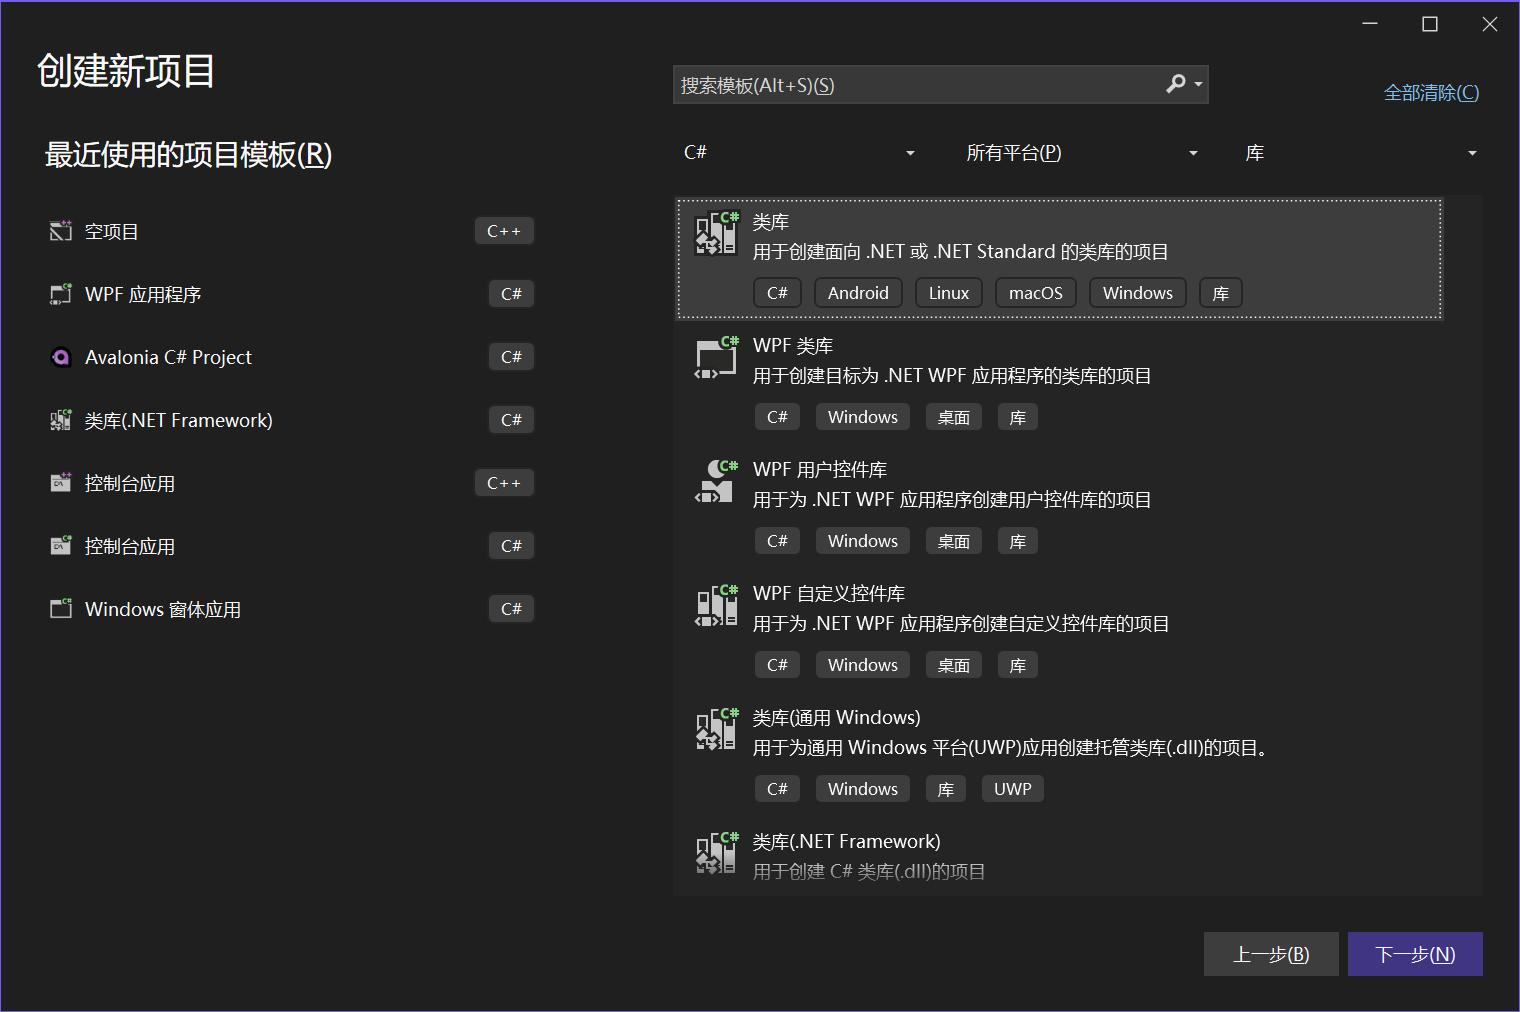 创建新项目
最近使用的项目模板(R)
空项目
C++
WPF 应用程序
C#
Avalonia C# Project
C#
类库(.NET Framework)
C#
控制台应用
C++
控制台应用
C#
Windows 窗体应用
C#
搜索模板(Alt+S)(S)
全部清除(C)
C#
所有平台(P)
库
类库
用于创建面向 .NET 或 .NET Standard 的类库的项目
C# Android Linux macOS Windows 库
WPF 类库
用于创建目标为 .NET WPF 应用程序的类库的项目
C# Windows 桌面 库
WPF 用户控件库
用于为 .NET WPF 应用程序创建用户控件库的项目
C# Windows 桌面 库
WPF 自定义控件库
用于为 .NET WPF 应用程序创建自定义控件库的项目
C# Windows 桌面 库
类库(通用 Windows)
用于为通用 Windows 平台(UWP)应用创建托管类库(.dll)的项目。
C# Windows 库 UWP
类库(.NET Framework)
用于创建 C# 类库(.dll)的项目
上一步(B)
下一步(N)